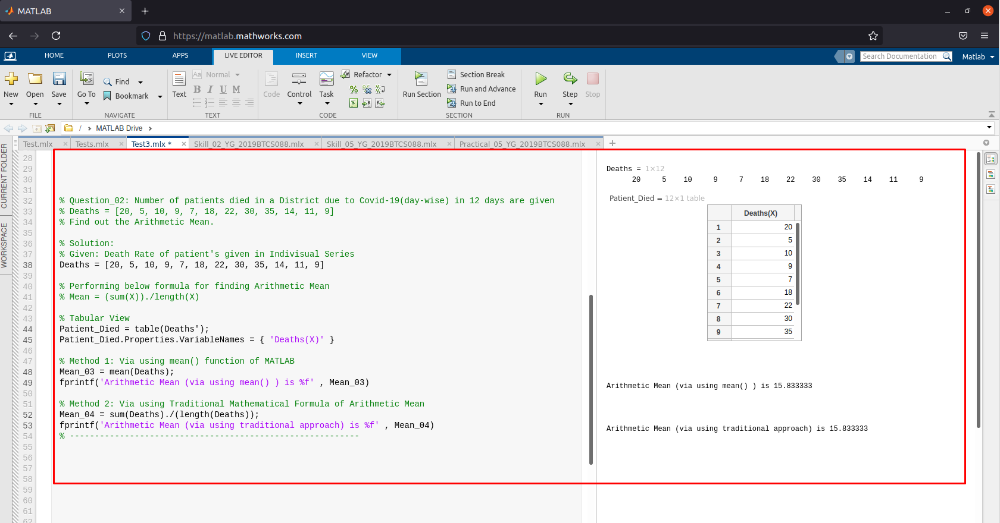 MATLAB
https://matlab.mathworks.com
HOME PLOTS APPS LIVE EDITOR INSERT VIEW
Search Documentation Matlab
New Open Save
FILE
Go To Find Bookmark
NAVIGATE
Text Aa Normal
B I U M
TEXT
Code Control Task Refactor
CODE
Run Section Section Break
Run and Advance
Run to End
SECTION
Run Step Stop
RUN
/ MATLAB Drive
CURRENT FOLDER
WORKSPACE
Test.mlx Tests.mlx Test3.mlx * Skill_02_YG_2019BTCS088.mlx Skill_05_YG_2019BTCS088.mlx Practical_05_YG_2019BTCS088.mlx
28
29
30
31
32 % Question_02: Number of patients died in a District due to Covid-19(day-wise) in 12 days are given
33 % Deaths = [20, 5, 10, 9, 7, 18, 22, 30, 35, 14, 11, 9]
34 % Find out the Arithmetic Mean.
35
36 % Solution:
37 % Given: Death Rate of patient's given in Indivisual Series
38 Deaths = [20, 5, 10, 9, 7, 18, 22, 30, 35, 14, 11, 9]
39
40 % Performing below formula for finding Arithmetic Mean
41 % Mean = (sum(X))./length(X)
42
43 % Tabular View
44 Patient_Died = table(Deaths');
45 Patient_Died.Properties.VariableNames = { 'Deaths(X)' }
46
47 % Method 1: Via using mean() function of MATLAB
48 Mean_03 = mean(Deaths);
49 fprintf('Arithmetic Mean (via using mean() ) is %f' , Mean_03)
50
51 % Method 2: Via using Traditional Mathematical Formula of Arithmetic Mean
52 Mean_04 = sum(Deaths)./(length(Deaths));
53 fprintf('Arithmetic Mean (via using traditional approach) is %f' , Mean_04)
54 % ----------------------------------------------------------
55
56
57
58
59
60
61
62
Deaths = 1×12
20 5 10 9 7 18 22 30 35 14 11 9
Patient_Died = 12×1 table
Deaths(X)
1 20
2 5
3 10
4 9
5 7
6 18
7 22
8 30
9 35
Arithmetic Mean (via using mean() ) is 15.833333
Arithmetic Mean (via using traditional approach) is 15.833333